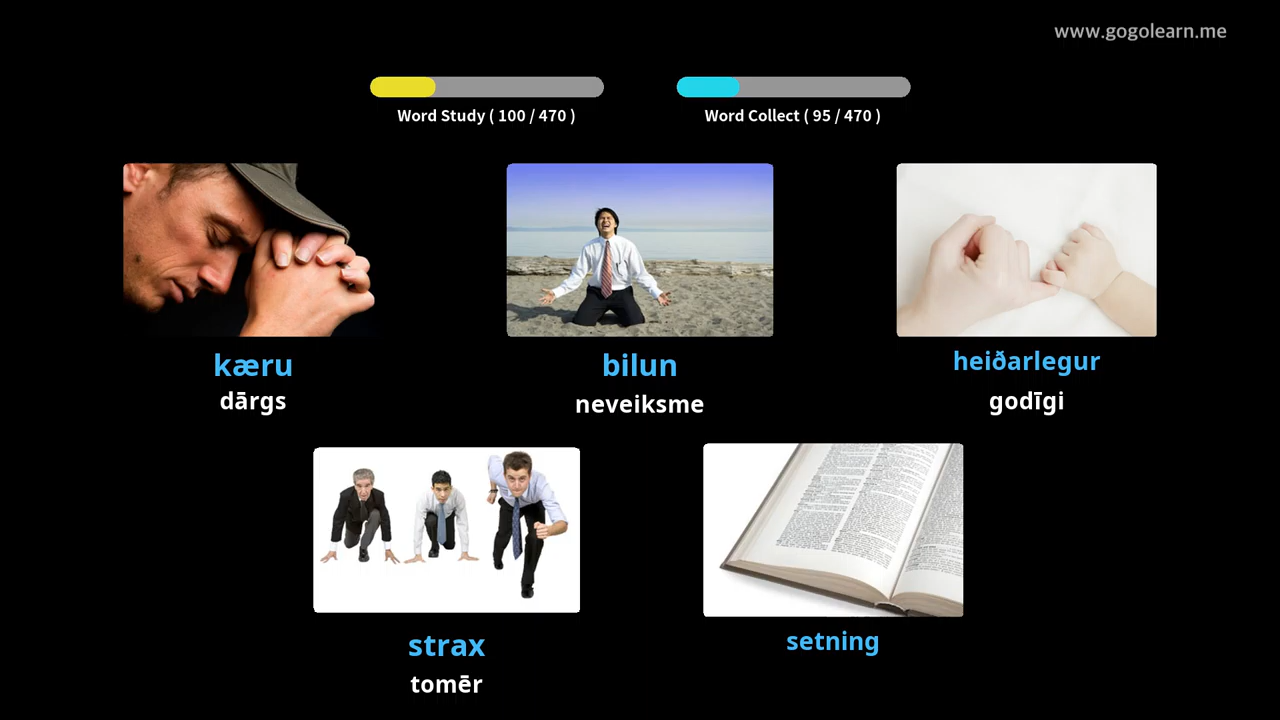 www.gogolearn.me
Word Study ( 100 / 470 )
Word Collect ( 95 / 470 )
kæru
dārgs
bilun
neveiksme
heiðarlegur
godīgi
strax
tomēr
setning